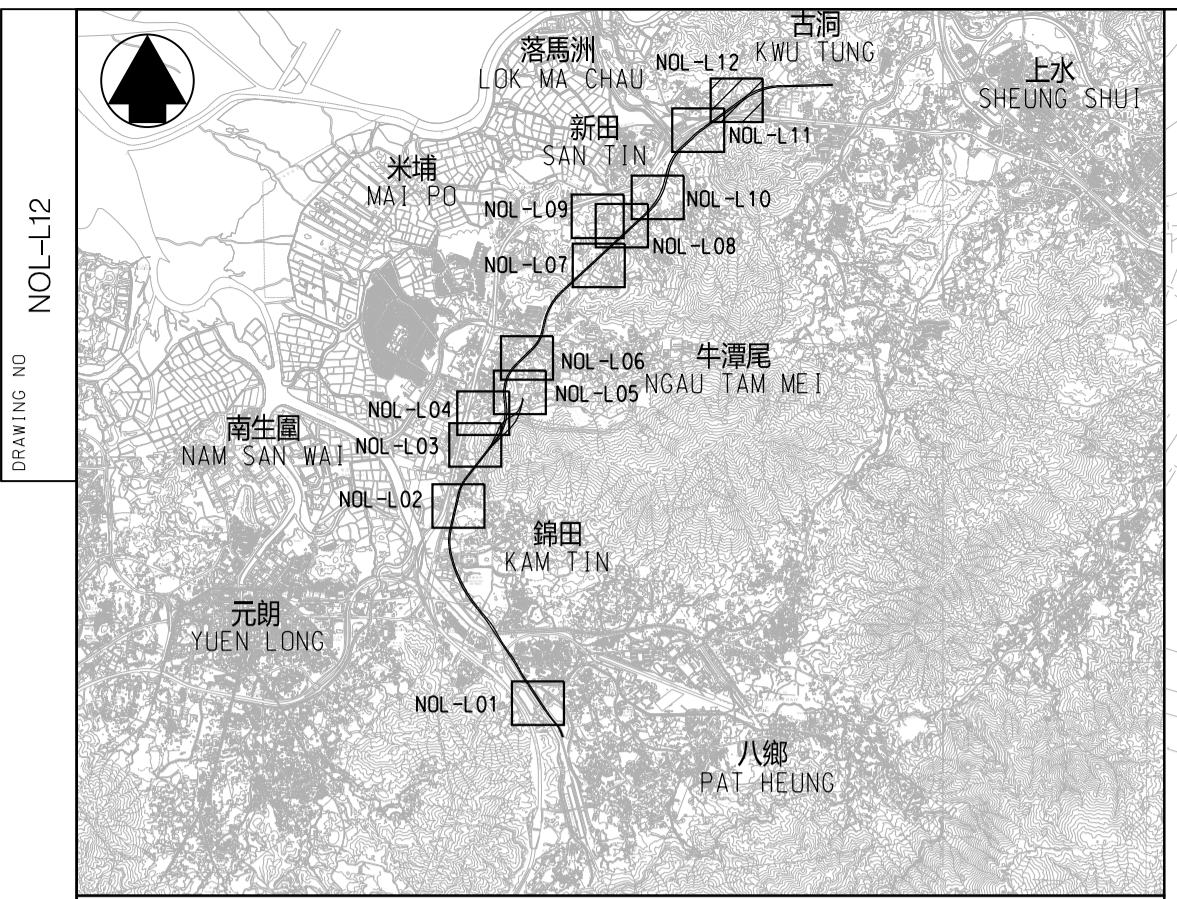 古洞
KWU TUNG
落馬洲
LOK MA CHAU
NOL-L12
上水
SHEUNG SHUI
新田
SAN TIN
NOL-L11
米埔
MAI PO
NOL-L10
NOL-L09
NOL-L08
NOL-L07
NOL-L06
牛潭尾
NGAU TAM MEI
NOL-L05
NOL-L04
南生圍
NAM SAN WAI
NOL-L03
NOL-L02
錦田
KAM TIN
元朗
YUEN LONG
NOL-L01
八鄉
PAT HEUNG
DRAWING NO
NOL-L12